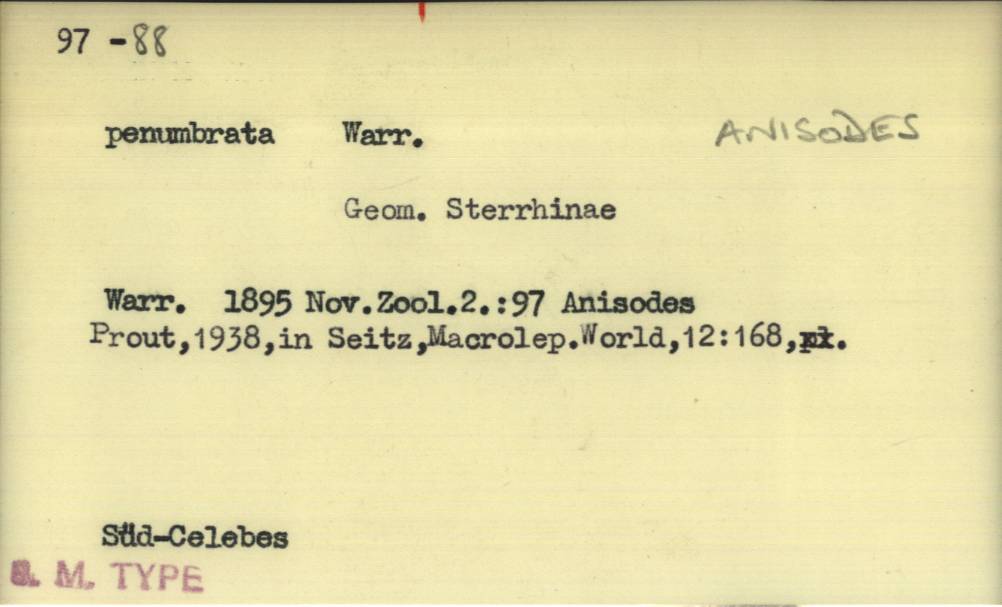 97 -88
penumbrata Warr. ANISODES
Geom. Sterrhinae
Warr. 1895 Nov.Zool.2.:97 Anisodes
Prout,1938,in Seitz,Macrolep.World,12:168,
Süd-Celebes
B. M. TYPE